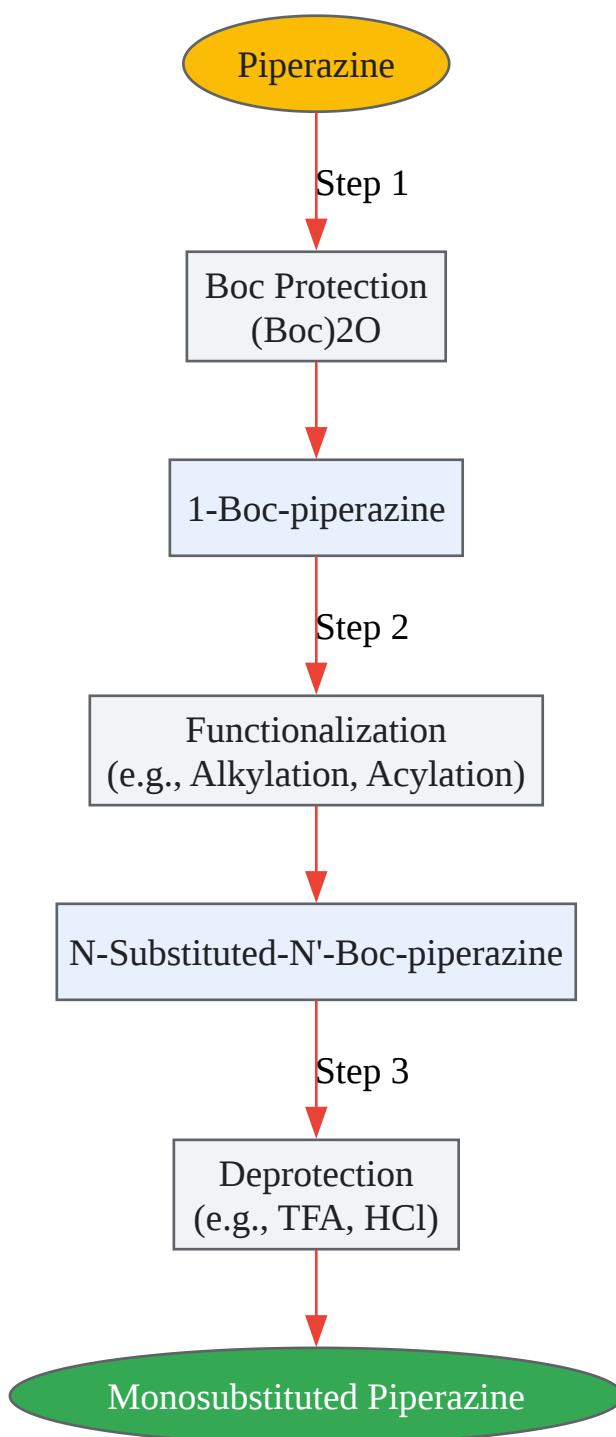 Piperazine
Step 1
Boc Protection
(Boc)2O
1-Boc-piperazine
Step 2
Functionalization
(e.g., Alkylation, Acylation)
N-Substituted-N'-Boc-piperazine
Step 3
Deprotection
(e.g., TFA, HCl)
Monosubstituted Piperazine